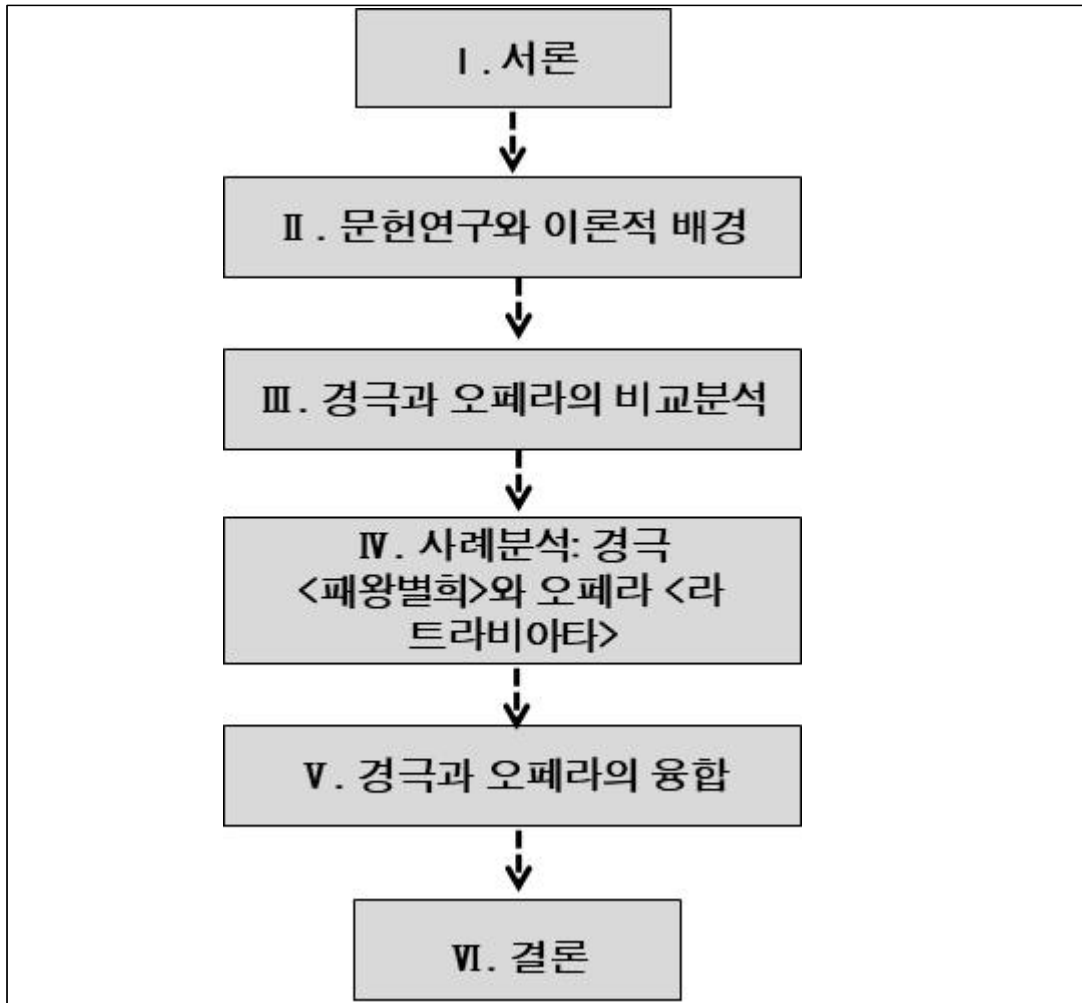 Ⅰ. 서론
Ⅱ. 문헌연구와 이론적 배경
Ⅲ. 경극과 오페라의 비교분석
Ⅳ. 사례분석: 경극
<패왕별희>와 오페라 <라
트라비아타>
Ⅴ. 경극과 오페라의 융합
Ⅵ. 결론